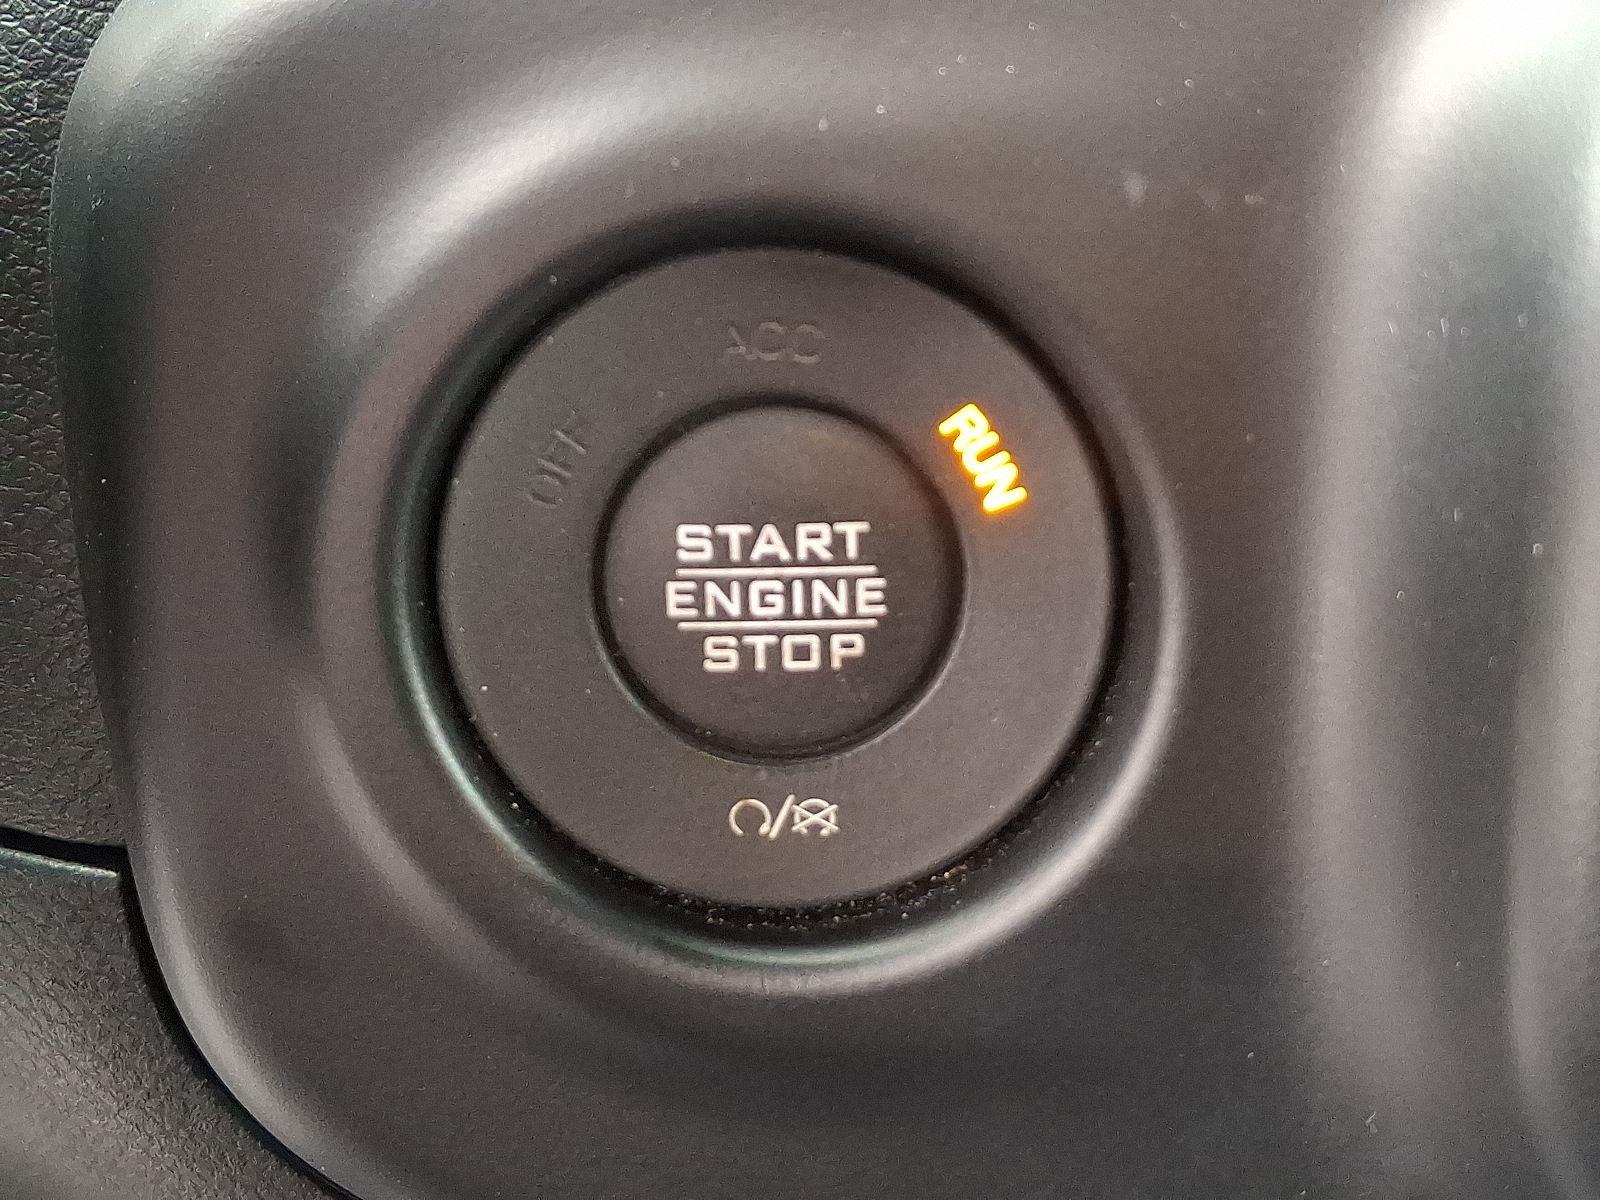 ACC
OFF
RUN
START
ENGINE
STOP